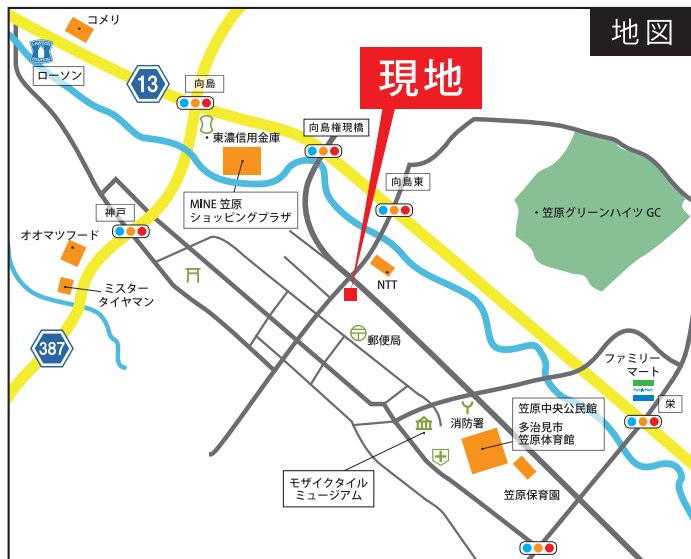 地図
コメリ
ローソン
13
向島
現地
・東濃信用金庫
向島権現橋
MINE 笠原
ショッピングプラザ
向島東
・笠原グリーンハイツ GC
神戸
オオマツフード
ミスター
タイヤマン
NTT
387
郵便局
ファミリー
マート
FamilyMart
栄
消防署
笠原中央公民館
多治見市
笠原体育館
モザイクタイル
ミュージアム
笠原保育園